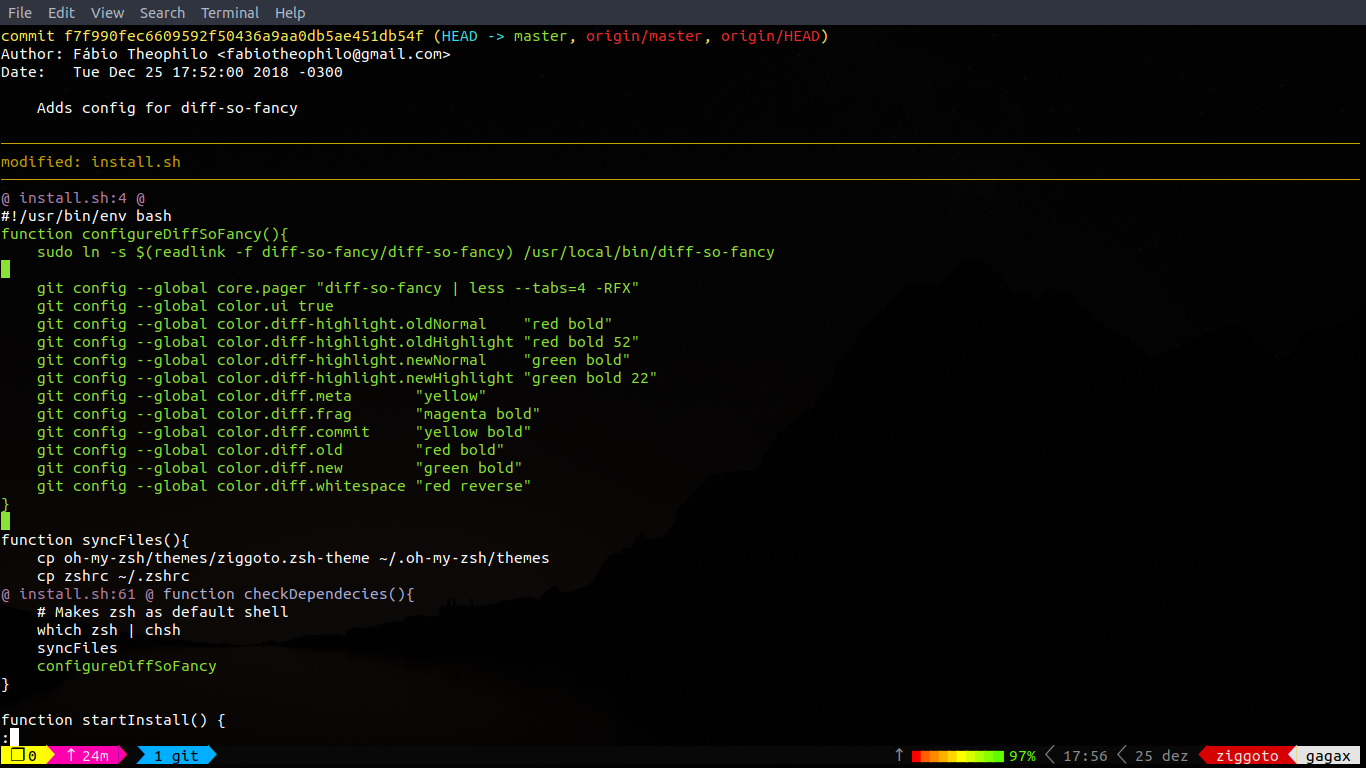 File Edit View Search Terminal Help
commit f7f990fec6609592f50436a9aa0db5ae451db54f (HEAD -> master, origin/master, origin/HEAD)
Author: Fábio Theophilo <fabiotheophilo@gmail.com>
Date:   Tue Dec 25 17:52:00 2018 -0300
    Adds config for diff-so-fancy
modified: install.sh
@ install.sh:4 @
#!/usr/bin/env bash
function configureDiffSoFancy(){
    sudo ln -s $(readlink -f diff-so-fancy/diff-so-fancy) /usr/local/bin/diff-so-fancy
    git config --global core.pager "diff-so-fancy | less --tabs=4 -RFX"
    git config --global color.ui true
    git config --global color.diff-highlight.oldNormal    "red bold"
    git config --global color.diff-highlight.oldHighlight "red bold 52"
    git config --global color.diff-highlight.newNormal    "green bold"
    git config --global color.diff-highlight.newHighlight "green bold 22"
    git config --global color.diff.meta       "yellow"
    git config --global color.diff.frag       "magenta bold"
    git config --global color.diff.commit     "yellow bold"
    git config --global color.diff.old        "red bold"
    git config --global color.diff.new        "green bold"
    git config --global color.diff.whitespace "red reverse"
}
function syncFiles(){
    cp oh-my-zsh/themes/ziggoto.zsh-theme ~/.oh-my-zsh/themes
    cp zshrc ~/.zshrc
@ install.sh:61 @ function checkDependecies(){
    # Makes zsh as default shell
    which zsh | chsh
    syncFiles
    configureDiffSoFancy
}
function startInstall() {
:
❐ 0 ↑ 24m 1 git ↑ 97% 17:56 25 dez ziggoto gagax